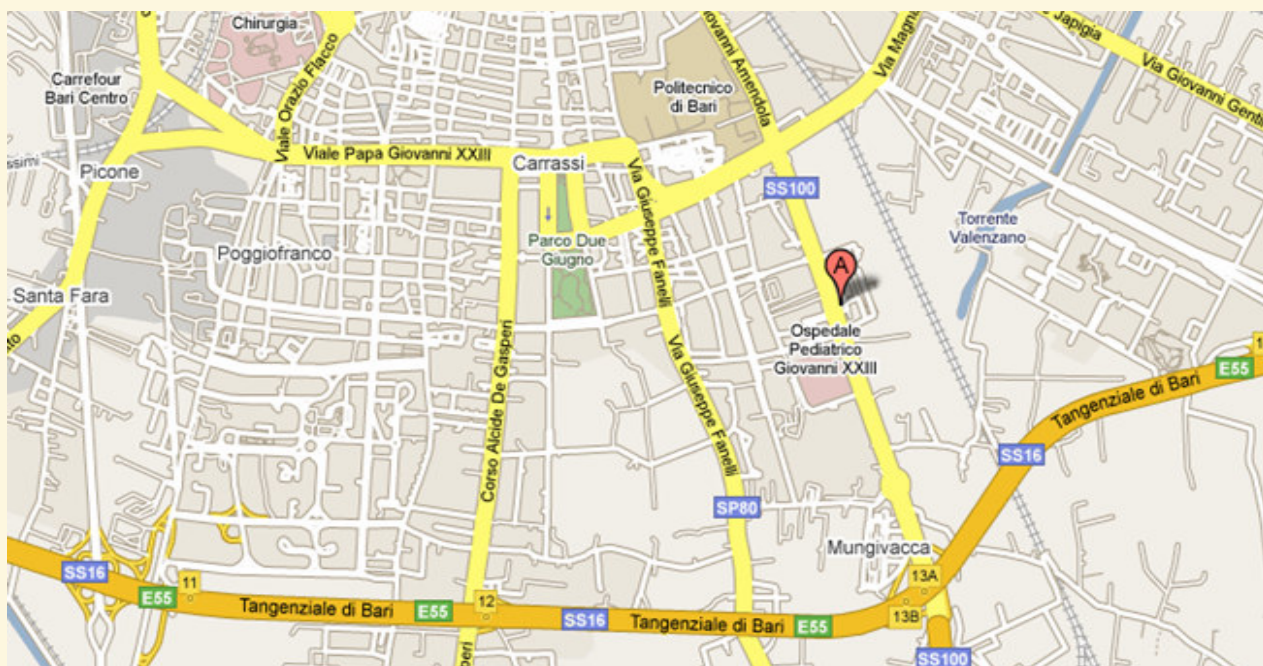 Chirurgia
Carrefour
Bari Centro
Viale Orazio Flacco
Politecnico
di Bari
ovanni Amendola
Via Magna
Japigia
Via Giovanni Genti
Picone
Viale Papa Giovanni XXIII
Carrassi
Via Giuseppe Fanelli
SS100
Torrente
Valenzano
Poggiofranco
Parco Due
Giugno
A
Santa Fara
Ospedale
Pediatrico
Giovanni XXIII
Corso Alcide De Gasperi
Via Giuseppe Fanelli
E55
Tangenziale di Bari
SS16
SP80
Mungivacca
SS16
11
E55
Tangenziale di Bari
E55
12
SS16
Tangenziale di Bari
E55
13A
13B
SS100
peri